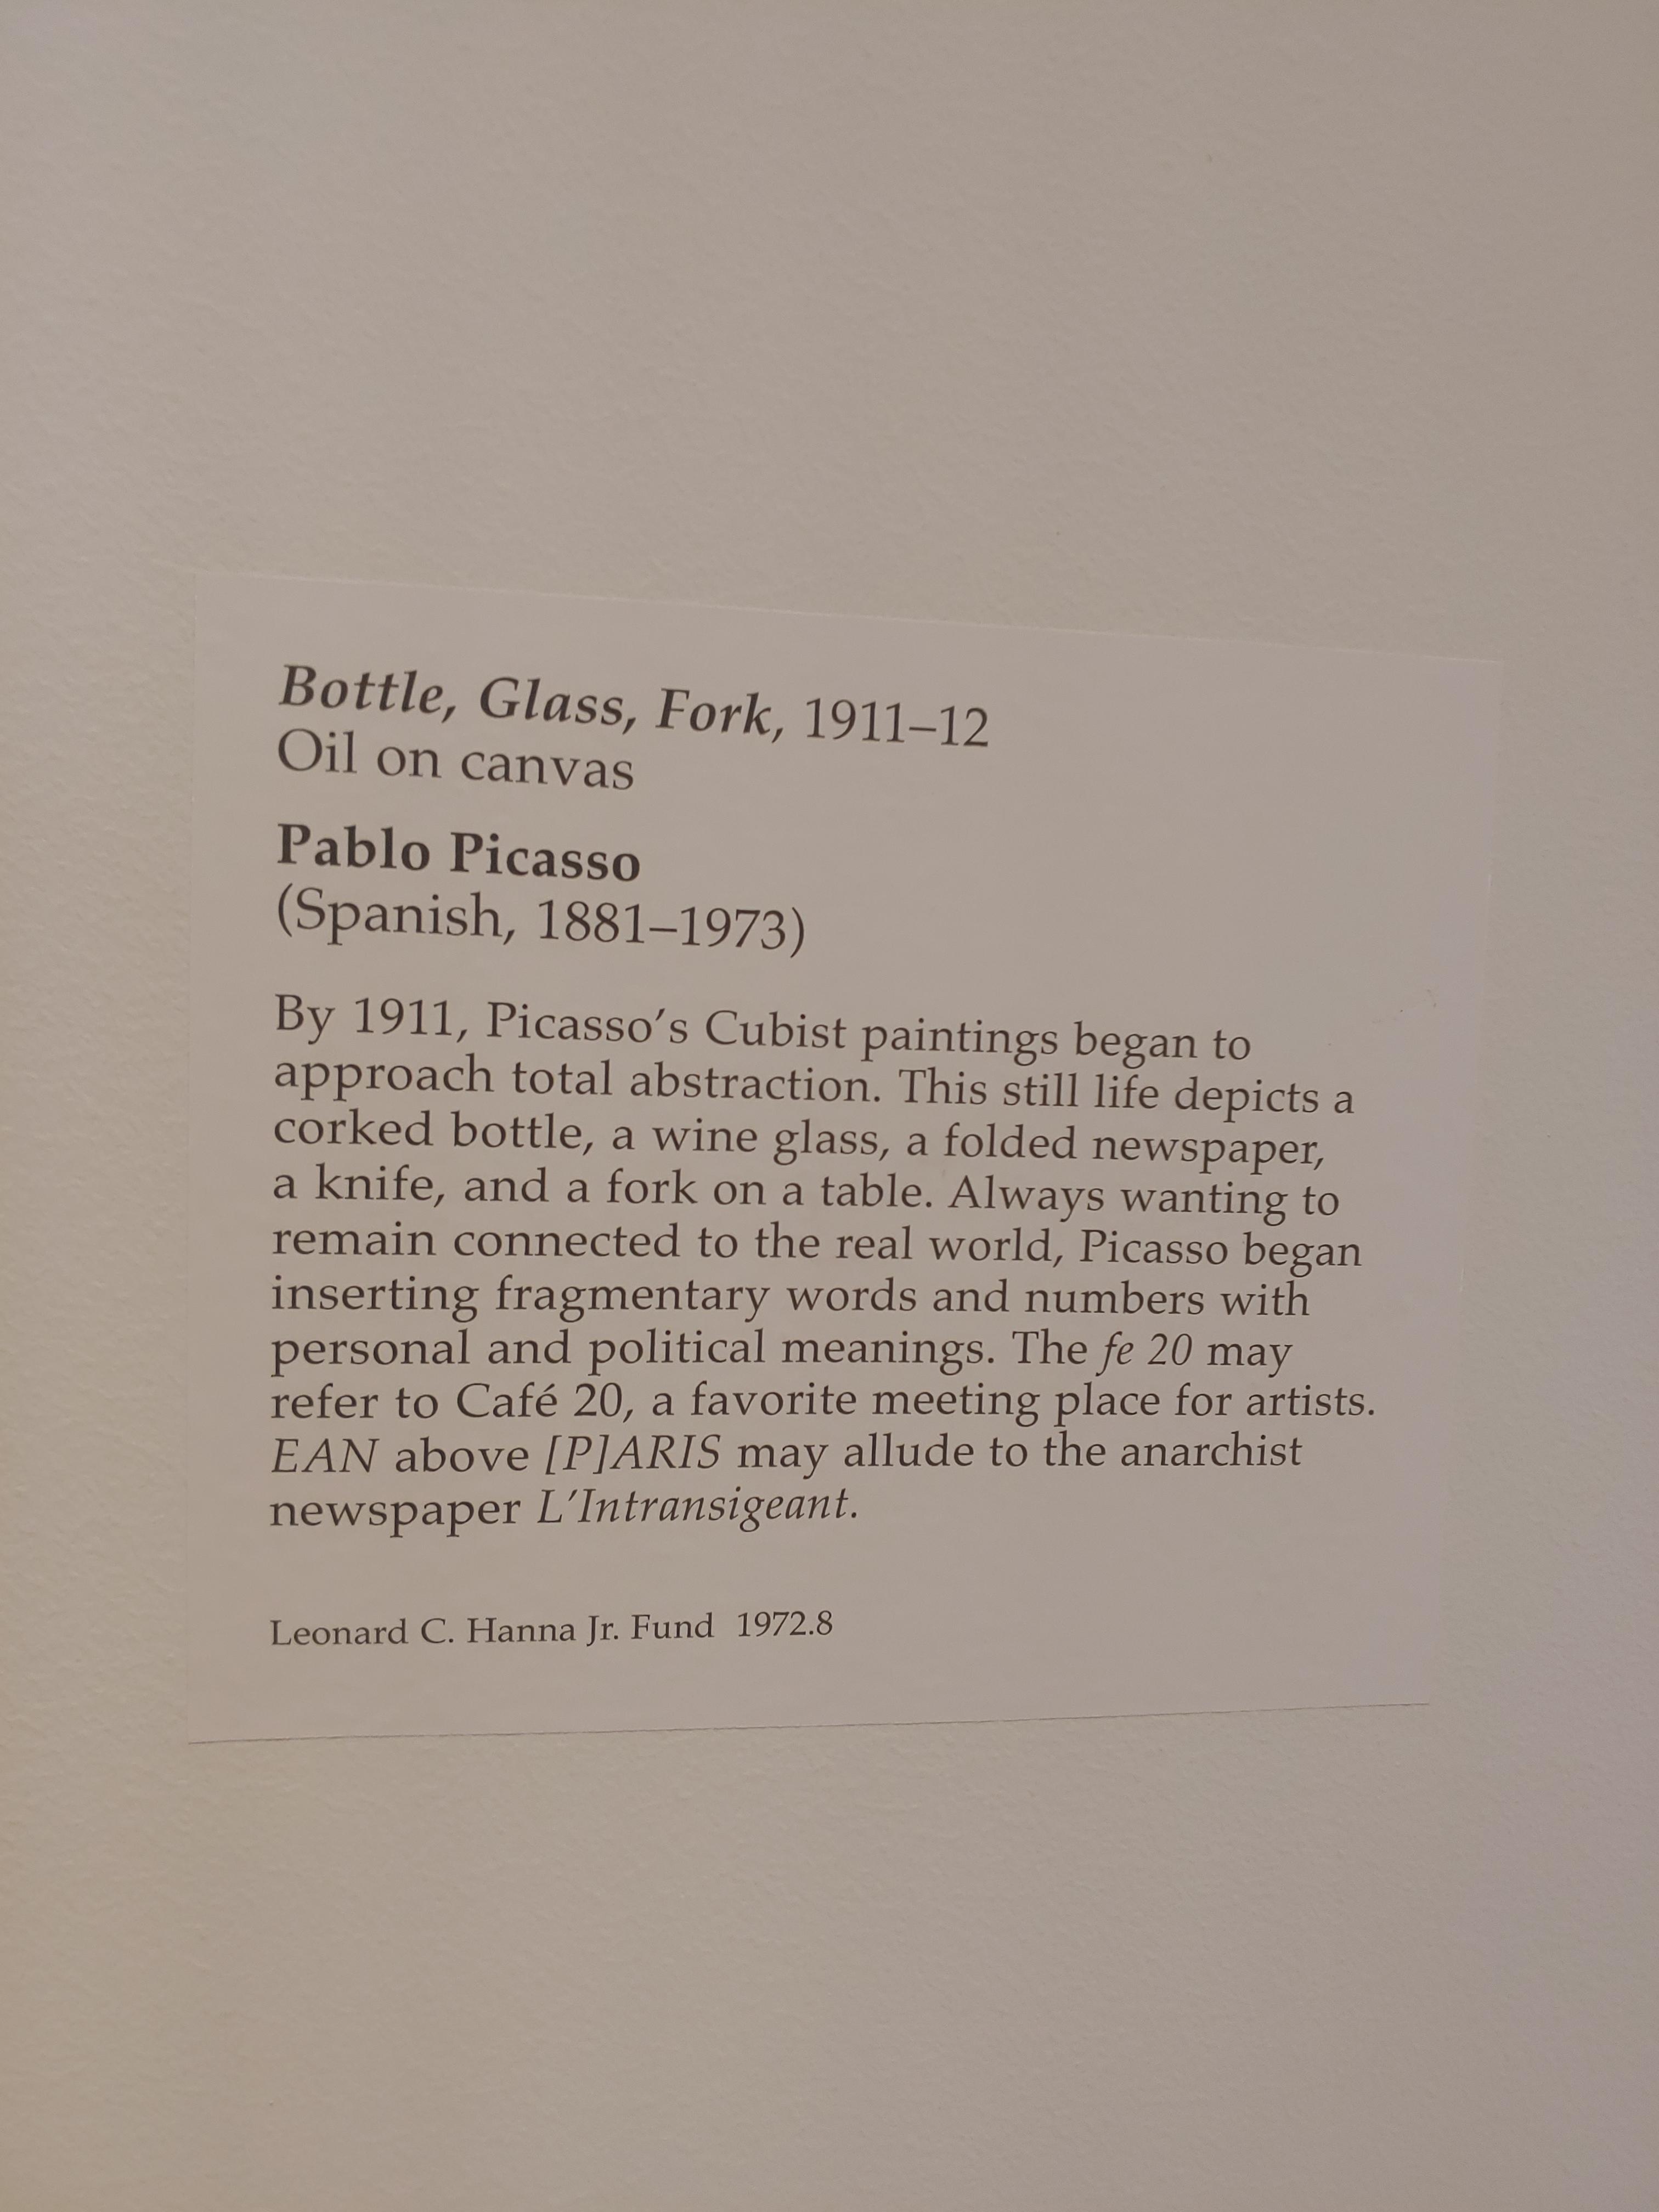 Bottle, Glass, Fork, 1911–12
Oil on canvas
Pablo Picasso
(Spanish, 1881–1973)
By 1911, Picasso's Cubist paintings began to
approach total abstraction. This still life depicts a
corked bottle, a wine glass, a folded newspaper,
a knife, and a fork on a table. Always wanting to
remain connected to the real world, Picasso began
inserting fragmentary words and numbers with
personal and political meanings. The fe 20 may
refer to Café 20, a favorite meeting place for artists.
EAN above [P]ARIS may allude to the anarchist
newspaper L'Intransigeant.
Leonard C. Hanna Jr. Fund 1972.8